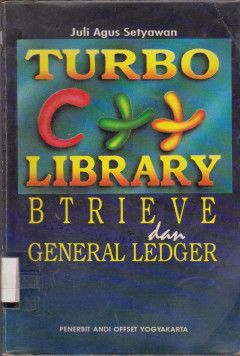 Juli Agus Setyawan
TURBO
C++
LIBRARY
BTRIEVE
dan
GENERAL LEDGER
PENERBIT ANDI OFFSET YOGYAKARTA